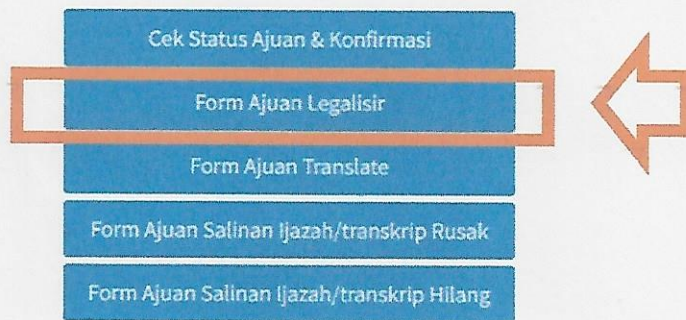 Cek Status Ajuan & Konfirmasi
Form Ajuan Legalisir
Form Ajuan Translate
Form Ajuan Salinan Ijazah/transkrip Rusak
Form Ajuan Salinan Ijazah/transkrip Hilang